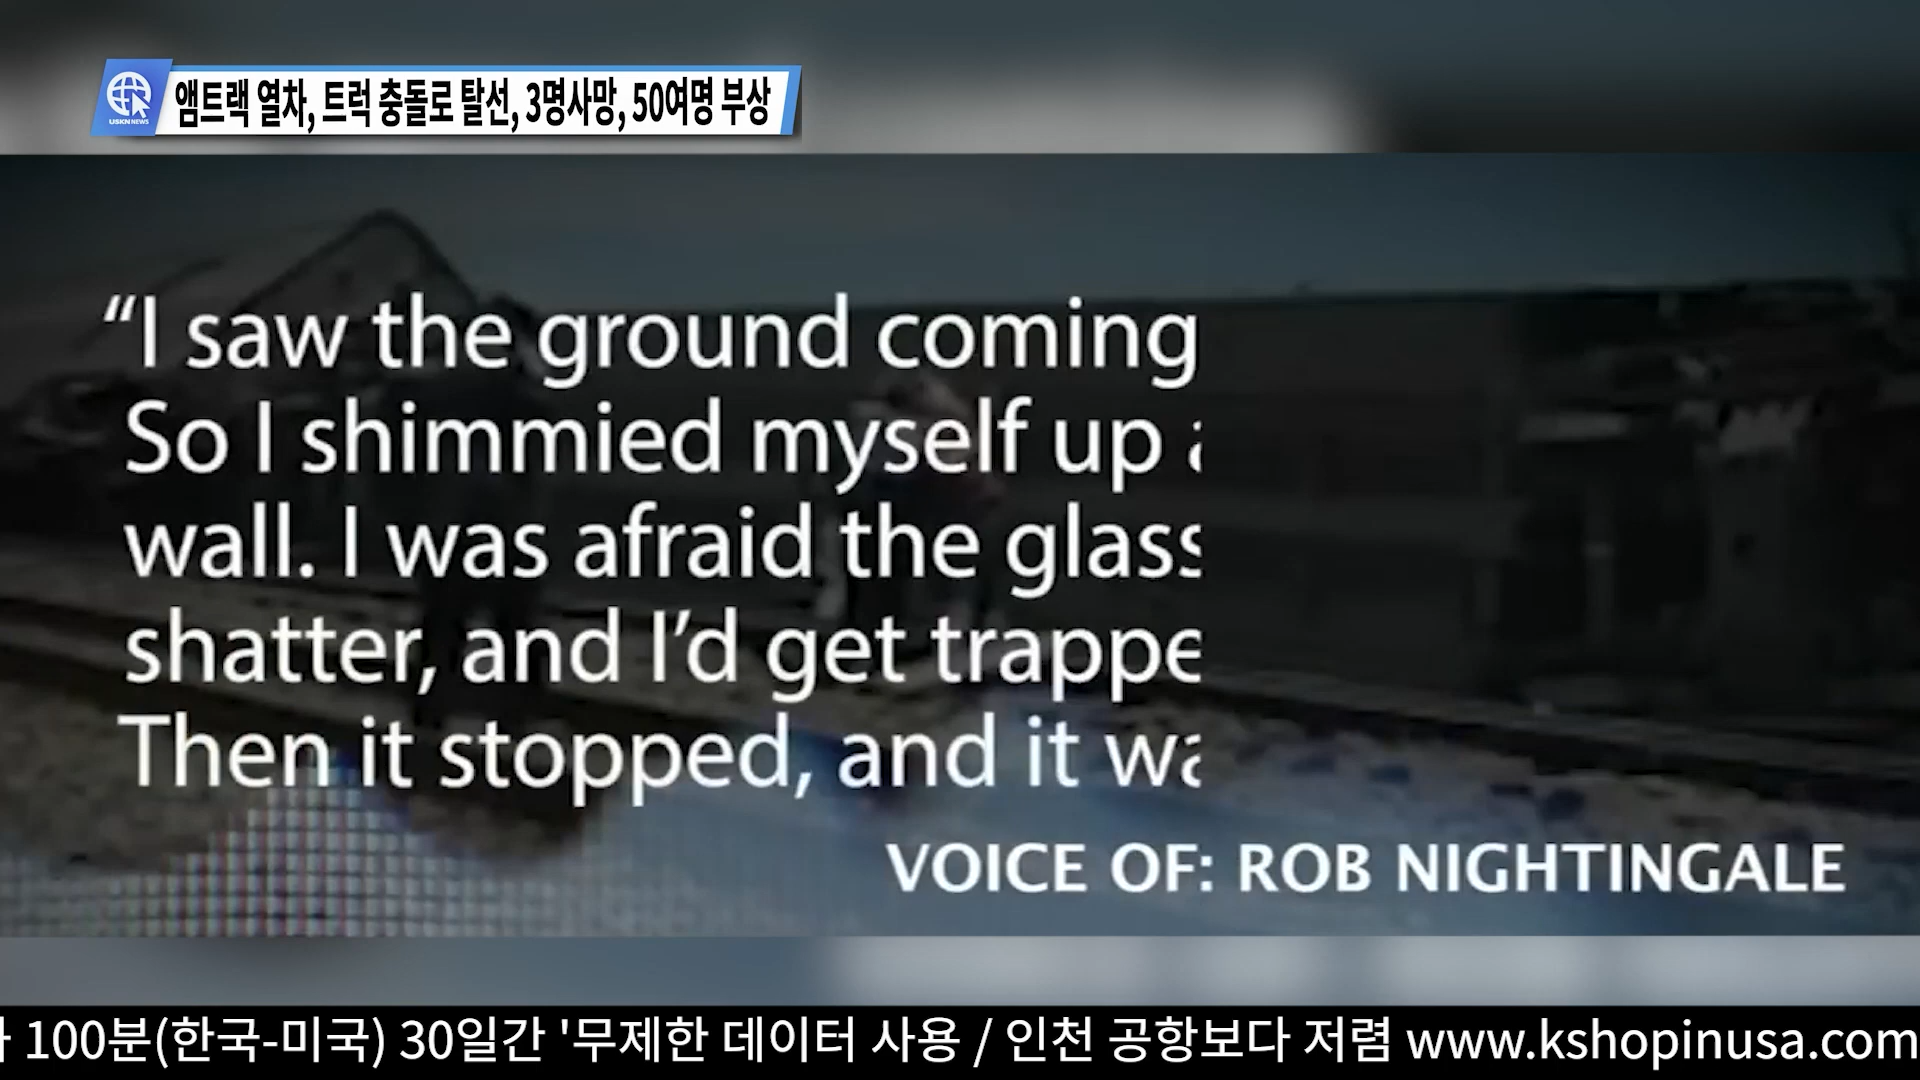 USKN NEWS
앰트랙 열차, 트럭 충돌로 탈선, 3명사망, 50여명 부상
“I saw the ground coming
So I shimmied myself up
wall. I was afraid the glass
shatter, and I’d get trappe
Then it stopped, and it wa
VOICE OF: ROB NIGHTINGALE
100분(한국-미국) 30일간 '무제한 데이터 사용 / 인천 공항보다 저렴 www.kshopinusa.com